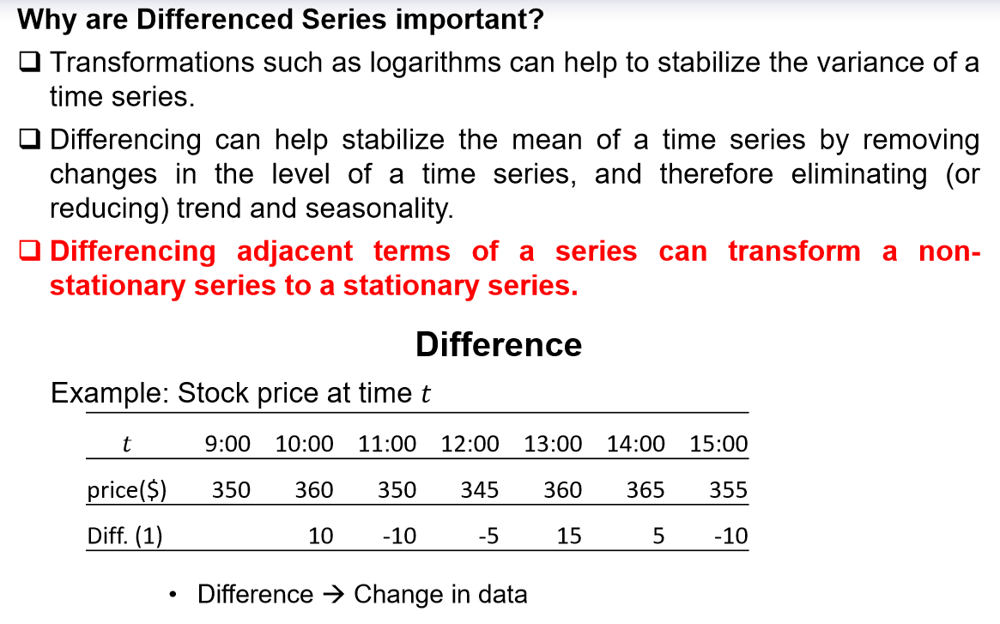 Why are Differenced Series important?
❑ Transformations such as logarithms can help to stabilize the variance of a
time series.
❑ Differencing can help stabilize the mean of a time series by removing
changes in the level of a time series, and therefore eliminating (or
reducing) trend and seasonality.
❑ Differencing adjacent terms of a series can transform a non-
stationary series to a stationary series.
Difference
Example: Stock price at time t
t 9:00 10:00 11:00 12:00 13:00 14:00 15:00
price($) 350 360 350 345 360 365 355
Diff. (1) 10 -10 -5 15 5 -10
• Difference → Change in data